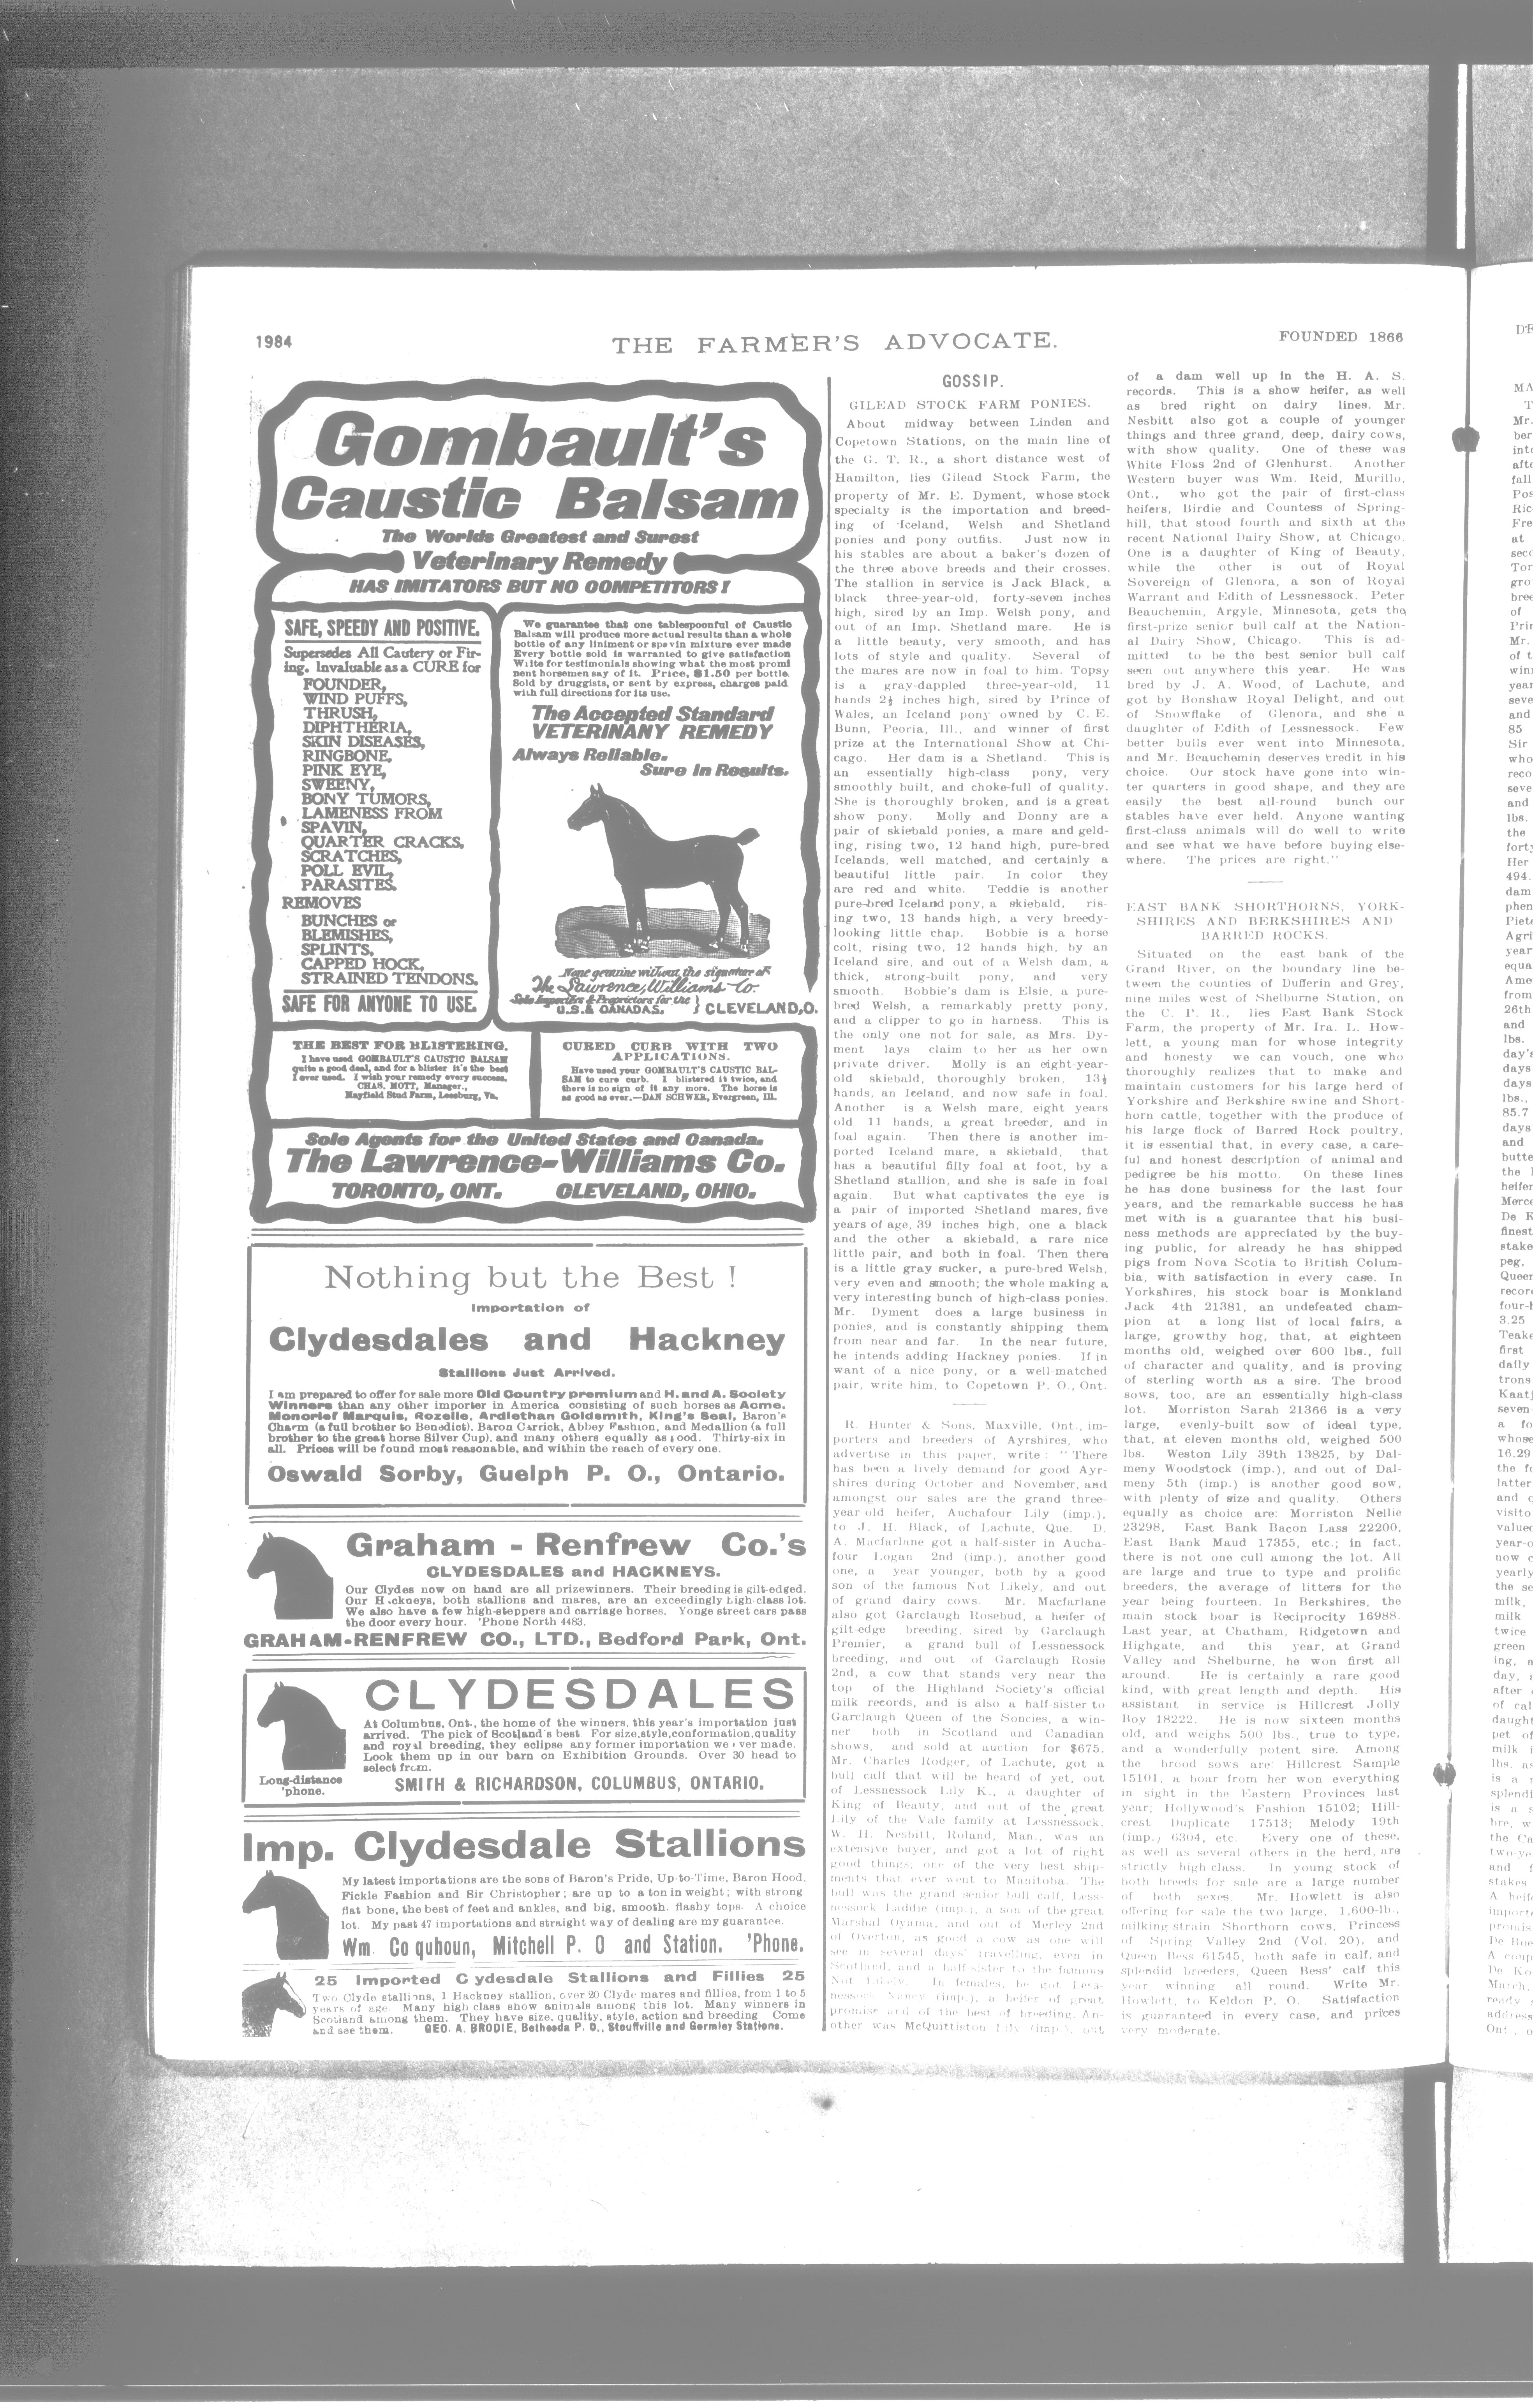 1984
THE FARMER'S ADVOCATE.
FOUNDED 1866
Gombault's
Caustic Balsam
The Worlds Greatest and Surest
Veterinary Remedy
HAS IMITATORS BUT NO COMPETITORS!
SAFE, SPEEDY AND POSITIVE.
Supersedes All Cautery or Fir-
ing. Invaluable as a CURE for
FOUNDER,
WIND PUFFS,
THRUSH,
DIPHTHERIA,
SKIN DISEASES,
RINGBONE,
PINK EYE,
SWEENY,
BONY TUMORS,
LAMENESS FROM
SPAVIN,
QUARTER CRACKS,
SCRATCHES,
POLL EVIL,
PARASITES.
REMOVES
BUNCHES or
BLEMISHES,
SPLINTS,
CAPPED HOCK,
STRAINED TENDONS.
SAFE FOR ANYONE TO USE.
We guarantee that one tablespoonful of Caustic
Balsam will produce more actual results than a whole
bottle of any liniment or spavin mixture ever made
Every bottle sold is warranted to give satisfaction
Write for testimonials showing what the most promi
nent horsemen say of it. Price, $1.50 per bottle
Sold by druggists, or sent by express, charges paid
with full directions for its use.
The Accepted Standard
VETERINARY REMEDY
Always Reliable.
Sure in Results.
None genuine without the signature of
The Lawrence, Williams Co.
Sole Importers & Proprietors for the
U.S. & CANADAS. } CLEVELAND, O.
THE BEST FOR BLISTERING.
I have used GOMBAULT'S CAUSTIC BALSAM
quite a good deal, and for a blister it's the best
I ever used. I wish your remedy every success.
CHAS. MOTT, Manager.,
Mayfield Stud Farm, Leesburg, Va.
CURED CURB WITH TWO
APPLICATIONS.
Have used your GOMBAULT'S CAUSTIC BAL-
SAM to cure curb. I blistered it twice, and
there is no sign of it any more. The horse is
as good as ever.—DAN SCHWER, Evergreen, Ill.
Sole Agents for the United States and Canada.
The Lawrence-Williams Co.
TORONTO, ONT. CLEVELAND, OHIO.
Nothing but the Best !
Importation of
Clydesdales and Hackney
Stallions Just Arrived.
I am prepared to offer for sale more Old Country premium and H. and A. Society
Winners than any other importer in America consisting of such horses as Acme,
Moncrief Marquis, Rozelle, Ardlethan Goldsmith, King's Seal, Baron's
Charm (a full brother to Benedict), Baron Carrick, Abbey Fashion, and Medallion (a full
brother to the great horse Silver Cup), and many others equally as good. Thirty-six in
all. Prices will be found most reasonable, and within the reach of every one.
Oswald Sorby, Guelph P. O., Ontario.
Graham - Renfrew Co.'s
CLYDESDALES and HACKNEYS.
Our Clydes now on hand are all prizewinners. Their breeding is gilt-edged.
Our H ckneys, both stallions and mares, are an exceedingly high-class lot.
We also have a few high-steppers and carriage horses. Yonge street cars pass
the door every hour. 'Phone North 4483.
GRAHAM-RENFREW CO., LTD., Bedford Park, Ont.
CLYDESDALES
At Columbus, Ont., the home of the winners, this year's importation just
arrived. The pick of Scotland's best For size, style, conformation, quality
and royal breeding, they eclipse any former importation we ver made.
Look them up in our barn on Exhibition Grounds. Over 30 head to
select from.
Long-distance
'phone.
SMITH & RICHARDSON, COLUMBUS, ONTARIO.
Imp. Clydesdale Stallions
My latest importations are the sons of Baron's Pride, Up-to-Time, Baron Hood,
Fickle Fashion and Sir Christopher; are up to a ton in weight; with strong
flat bone, the best of feet and ankles, and big, smooth, flashy tops. A choice
lot. My past 47 importations and straight way of dealing are my guarantee.
Wm. Co quhoun, Mitchell P. O and Station. 'Phone.
25 Imported C ydesdale Stallions and Fillies 25
Two Clyde stallions, 1 Hackney stallion, over 20 Clyde mares and fillies, from 1 to 5
years of age. Many high class show animals among this lot. Many winners in
Scotland among them. They have size, quality, style, action and breeding Come
and see them. GEO. A. BRODIE, Bethesda P. O., Stouffville and Gormley Stations.
GOSSIP.
GILEAD STOCK FARM PONIES.
About midway between Linden and
Copetown Stations, on the main line of
the G. T. R., a short distance west of
Hamilton, lies Gilead Stock Farm, the
property of Mr. E. Dyment, whose stock
specialty is the importation and breed-
ing of Iceland, Welsh and Shetland
ponies and pony outfits. Just now in
his stables are about a baker's dozen of
the three above breeds and their crosses.
The stallion in service is Jack Black, a
black three-year-old, forty-seven inches
high, sired by an Imp. Welsh pony, and
out of an Imp. Shetland mare. He is
a little beauty, very smooth, and has
lots of style and quality. Several of
the mares are now in foal to him. Topsy
is a gray-dappled three-year-old, 11
hands 2½ inches high, sired by Prince of
Wales, an Iceland pony owned by C. E.
Bunn, Peoria, Ill., and winner of first
prize at the International Show at Chi-
cago. Her dam is a Shetland. This is
an essentially high-class pony, very
smoothly built, and choke-full of quality.
She is thoroughly broken, and is a great
show pony. Molly and Donny are a
pair of skiebald ponies, a mare and geld-
ing, rising two, 12 hand high, pure-bred
Icelands, well matched, and certainly a
beautiful little pair. In color they
are red and white. Teddie is another
pure-bred Iceland pony, a skiebald, ris-
ing two, 13 hands high, a very breedy-
looking little chap. Bobbie is a horse
colt, rising two, 12 hands high, by an
Iceland sire, and out of a Welsh dam, a
thick, strong-built pony, and very
smooth. Bobbie's dam is Elsie, a pure-
bred Welsh, a remarkably pretty pony,
and a clipper to go in harness. This is
the only one not for sale, as Mrs. Dy-
ment lays claim to her as her own
private driver. Molly is an eight-year-
old skiebald, thoroughly broken, 13½
hands, an Iceland, and now safe in foal.
Another is a Welsh mare, eight years
old 11 hands, a great breeder, and in
foal again. Then there is another im-
ported Iceland mare, a skiebald, that
has a beautiful filly foal at foot, by a
Shetland stallion, and she is safe in foal
again. But what captivates the eye is
a pair of imported Shetland mares, five
years of age, 39 inches high, one a black
and the other a skiebald, a rare nice
little pair, and both in foal. Then there
is a little gray sucker, a pure-bred Welsh,
very even and smooth; the whole making a
very interesting bunch of high-class ponies.
Mr. Dyment does a large business in
ponies, and is constantly shipping them
from near and far. In the near future,
he intends adding Hackney ponies. If in
want of a nice pony, or a well-matched
pair, write him, to Copetown P. O., Ont.
R. Hunter & Sons, Maxville, Ont., im-
porters and breeders of Ayrshires, who
advertise in this paper, write : "There
has been a lively demand for good Ayr-
shires during October and November, and
amongst our sales are the grand three-
year-old heifer, Auchafour Lily (imp.),
to J. H. Black, of Lachute, Que. D.
A. Macfarlane got a half-sister in Aucha-
four Logan 2nd (imp.), another good
one, a year younger, both by a good
son of the famous Not Likely, and out
of grand dairy cows. Mr. Macfarlane
also got Garclaugh Rosebud, a heifer of
gilt-edge breeding, sired by Garclaugh
Premier, a grand bull of Lessnessock
breeding, and out of Garclaugh Rosie
2nd, a cow that stands very near the
top of the Highland Society's official
milk records, and is also a half-sister to
Garclaugh Queen of the Soncies, a win-
ner both in Scotland and Canadian
shows, and sold at auction for $675.
Mr. Charles Rodger, of Lachute, got a
bull calf that will be heard of yet, out
of Lessnessock Lily K., a daughter of
King of Beauty, and out of the great
Lily of the Vale family at Lessnessock.
W. H. Nesbitt, Roland, Man., was an
extensive buyer, and got a lot of right
good things; one of the very best ship-
ments that ever went to Manitoba. The
bull was the grand senior bull calf, Less-
nessock Laddie (imp.), a son of the great
Marshal Oyama, and out of Merley 2nd
of Overton, as good a cow as one will
see in several days' travelling, even in
Scotland, and a half-sister to the famous
Not Likely. In females, he got Less-
nessock Nancy (imp.), a heifer of great
promise and of the best of breeding. An-
other was McQuittiston Lily (imp.), out
of a dam well up in the H. A. S.
records. This is a show heifer, as well
as bred right on dairy lines. Mr.
Nesbitt also got a couple of younger
things and three grand, deep, dairy cows,
with show quality. One of these was
White Floss 2nd of Glenhurst. Another
Western buyer was Wm. Reid, Murillo,
Ont., who got the pair of first-class
heifers, Birdie and Countess of Spring-
hill, that stood fourth and sixth at the
recent National Dairy Show, at Chicago.
One is a daughter of King of Beauty,
while the other is out of Royal
Sovereign of Glenora, a son of Royal
Warrant and Edith of Lessnessock. Peter
Beauchemin, Argyle, Minnesota, gets the
first-prize senior bull calf at the Nation-
al Dairy Show, Chicago. This is ad-
mitted to be the best senior bull calf
seen out anywhere this year. He was
bred by J. A. Wood, of Lachute, and
got by Bonshaw Royal Delight, and out
of Snowflake of Glenora, and she a
daughter of Edith of Lessnessock. Few
better bulls ever went into Minnesota,
and Mr. Beauchemin deserves credit in his
choice. Our stock have gone into win-
ter quarters in good shape, and they are
easily the best all-round bunch our
stables have ever held. Anyone wanting
first-class animals will do well to write
and see what we have before buying else-
where. The prices are right."
EAST BANK SHORTHORNS, YORK-
SHIRES AND BERKSHIRES AND
BARRED ROCKS.
Situated on the east bank of the
Grand River, on the boundary line be-
tween the counties of Dufferin and Grey,
nine miles west of Shelburne Station, on
the C. P. R., lies East Bank Stock
Farm, the property of Mr. Ira. L. How-
lett, a young man for whose integrity
and honesty we can vouch, one who
thoroughly realizes that to make and
maintain customers for his large herd of
Yorkshire and Berkshire swine and Short-
horn cattle, together with the produce of
his large flock of Barred Rock poultry,
it is essential that, in every case, a care-
ful and honest description of animal and
pedigree be his motto. On these lines
he has done business for the last four
years, and the remarkable success he has
met with is a guarantee that his busi-
ness methods are appreciated by the buy-
ing public, for already he has shipped
pigs from Nova Scotia to British Colum-
bia, with satisfaction in every case. In
Yorkshires, his stock boar is Monkland
Jack 4th 21381, an undefeated cham-
pion at a long list of local fairs, a
large, growthy hog, that, at eighteen
months old, weighed over 600 lbs., full
of character and quality, and is proving
of sterling worth as a sire. The brood
sows, too, are an essentially high-class
lot. Morriston Sarah 21366 is a very
large, evenly-built sow of ideal type,
that, at eleven months old, weighed 500
lbs. Weston Lily 39th 13825, by Dal-
meny Woodstock (imp.), and out of Dal-
meny 5th (imp.) is another good sow,
with plenty of size and quality. Others
equally as choice are: Morriston Nellie
23298, East Bank Bacon Lass 22200,
East Bank Maud 17355, etc.; in fact,
there is not one cull among the lot. All
are large and true to type and prolific
breeders, the average of litters for the
year being fourteen. In Berkshires, the
main stock boar is Reciprocity 16988.
Last year, at Chatham, Ridgetown and
Highgate, and this year, at Grand
Valley and Shelburne, he won first all
around. He is certainly a rare good
kind, with great length and depth. His
assistant in service is Hillcrest Jolly
Boy 18222. He is now sixteen months
old, and weighs 500 lbs., true to type,
and a wonderfully potent sire. Among
the brood sows are: Hillcrest Sample
15101, a boar from her won everything
in sight in the Eastern Provinces last
year; Hollywood's Fashion 15102; Hill-
crest Duplicate 17513; Melody 19th
(imp.) 6304, etc. Every one of these,
as well as several others in the herd, are
strictly high-class. In young stock of
both breeds for sale are a large number
of both sexes. Mr. Howlett is also
offering for sale the two large, 1,600-lb.,
milking-strain Shorthorn cows, Princess
of Spring Valley 2nd (Vol. 20), and
Queen Bess 61545, both safe in calf, and
splendid breeders, Queen Bess' calf this
year winning all round. Write Mr.
Howlett, to Keldon P. O. Satisfaction
is guaranteed in every case, and prices
very moderate.